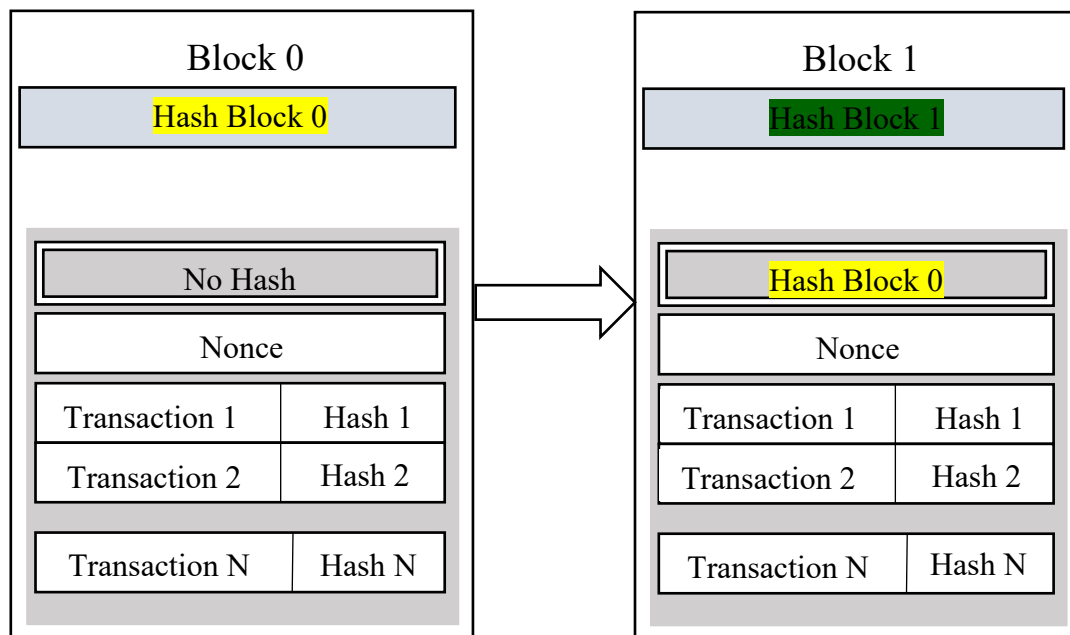 Block 0
Hash Block 0
No Hash
Nonce
Transaction 1 Hash 1
Transaction 2 Hash 2
Transaction N Hash N
Block 1
Hash Block 1
Hash Block 0
Nonce
Transaction 1 Hash 1
Transaction 2 Hash 2
Transaction N Hash N